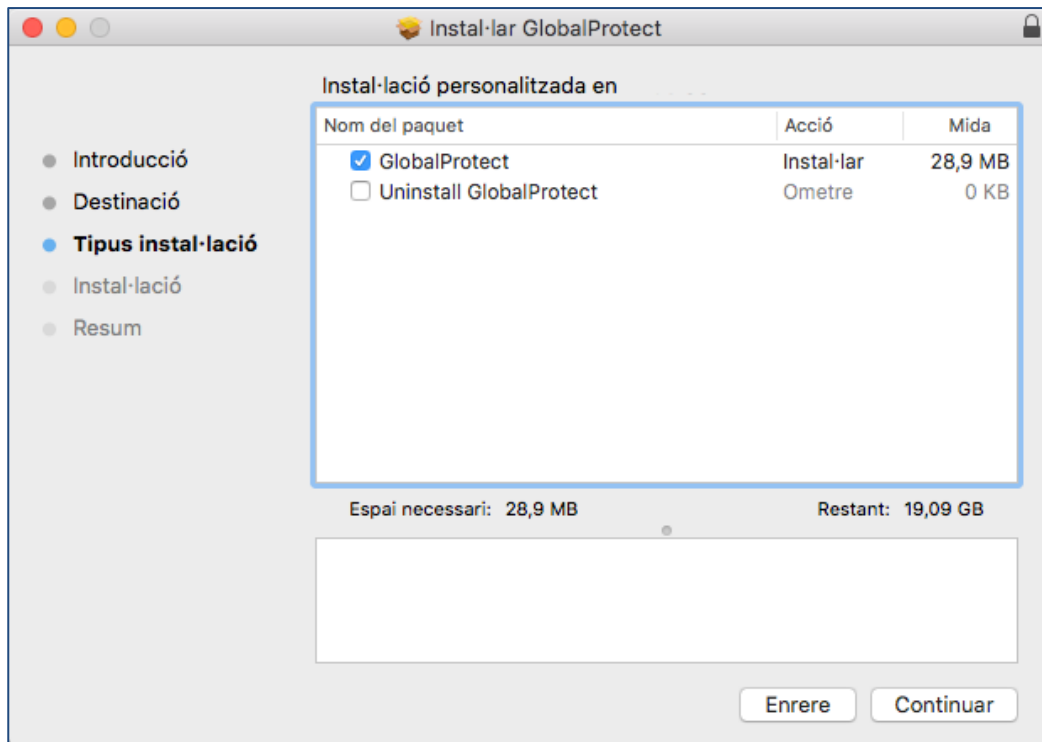 Instal·lar GlobalProtect
Instal·lació personalitzada en
Nom del paquet Acció Mida
GlobalProtect Instal·lar 28,9 MB
Uninstall GlobalProtect Ometre 0 KB
Introducció
Destinació
Tipus instal·lació
Instal·lació
Resum
Espai necessari: 28,9 MB Restant: 19,09 GB
Enrere Continuar